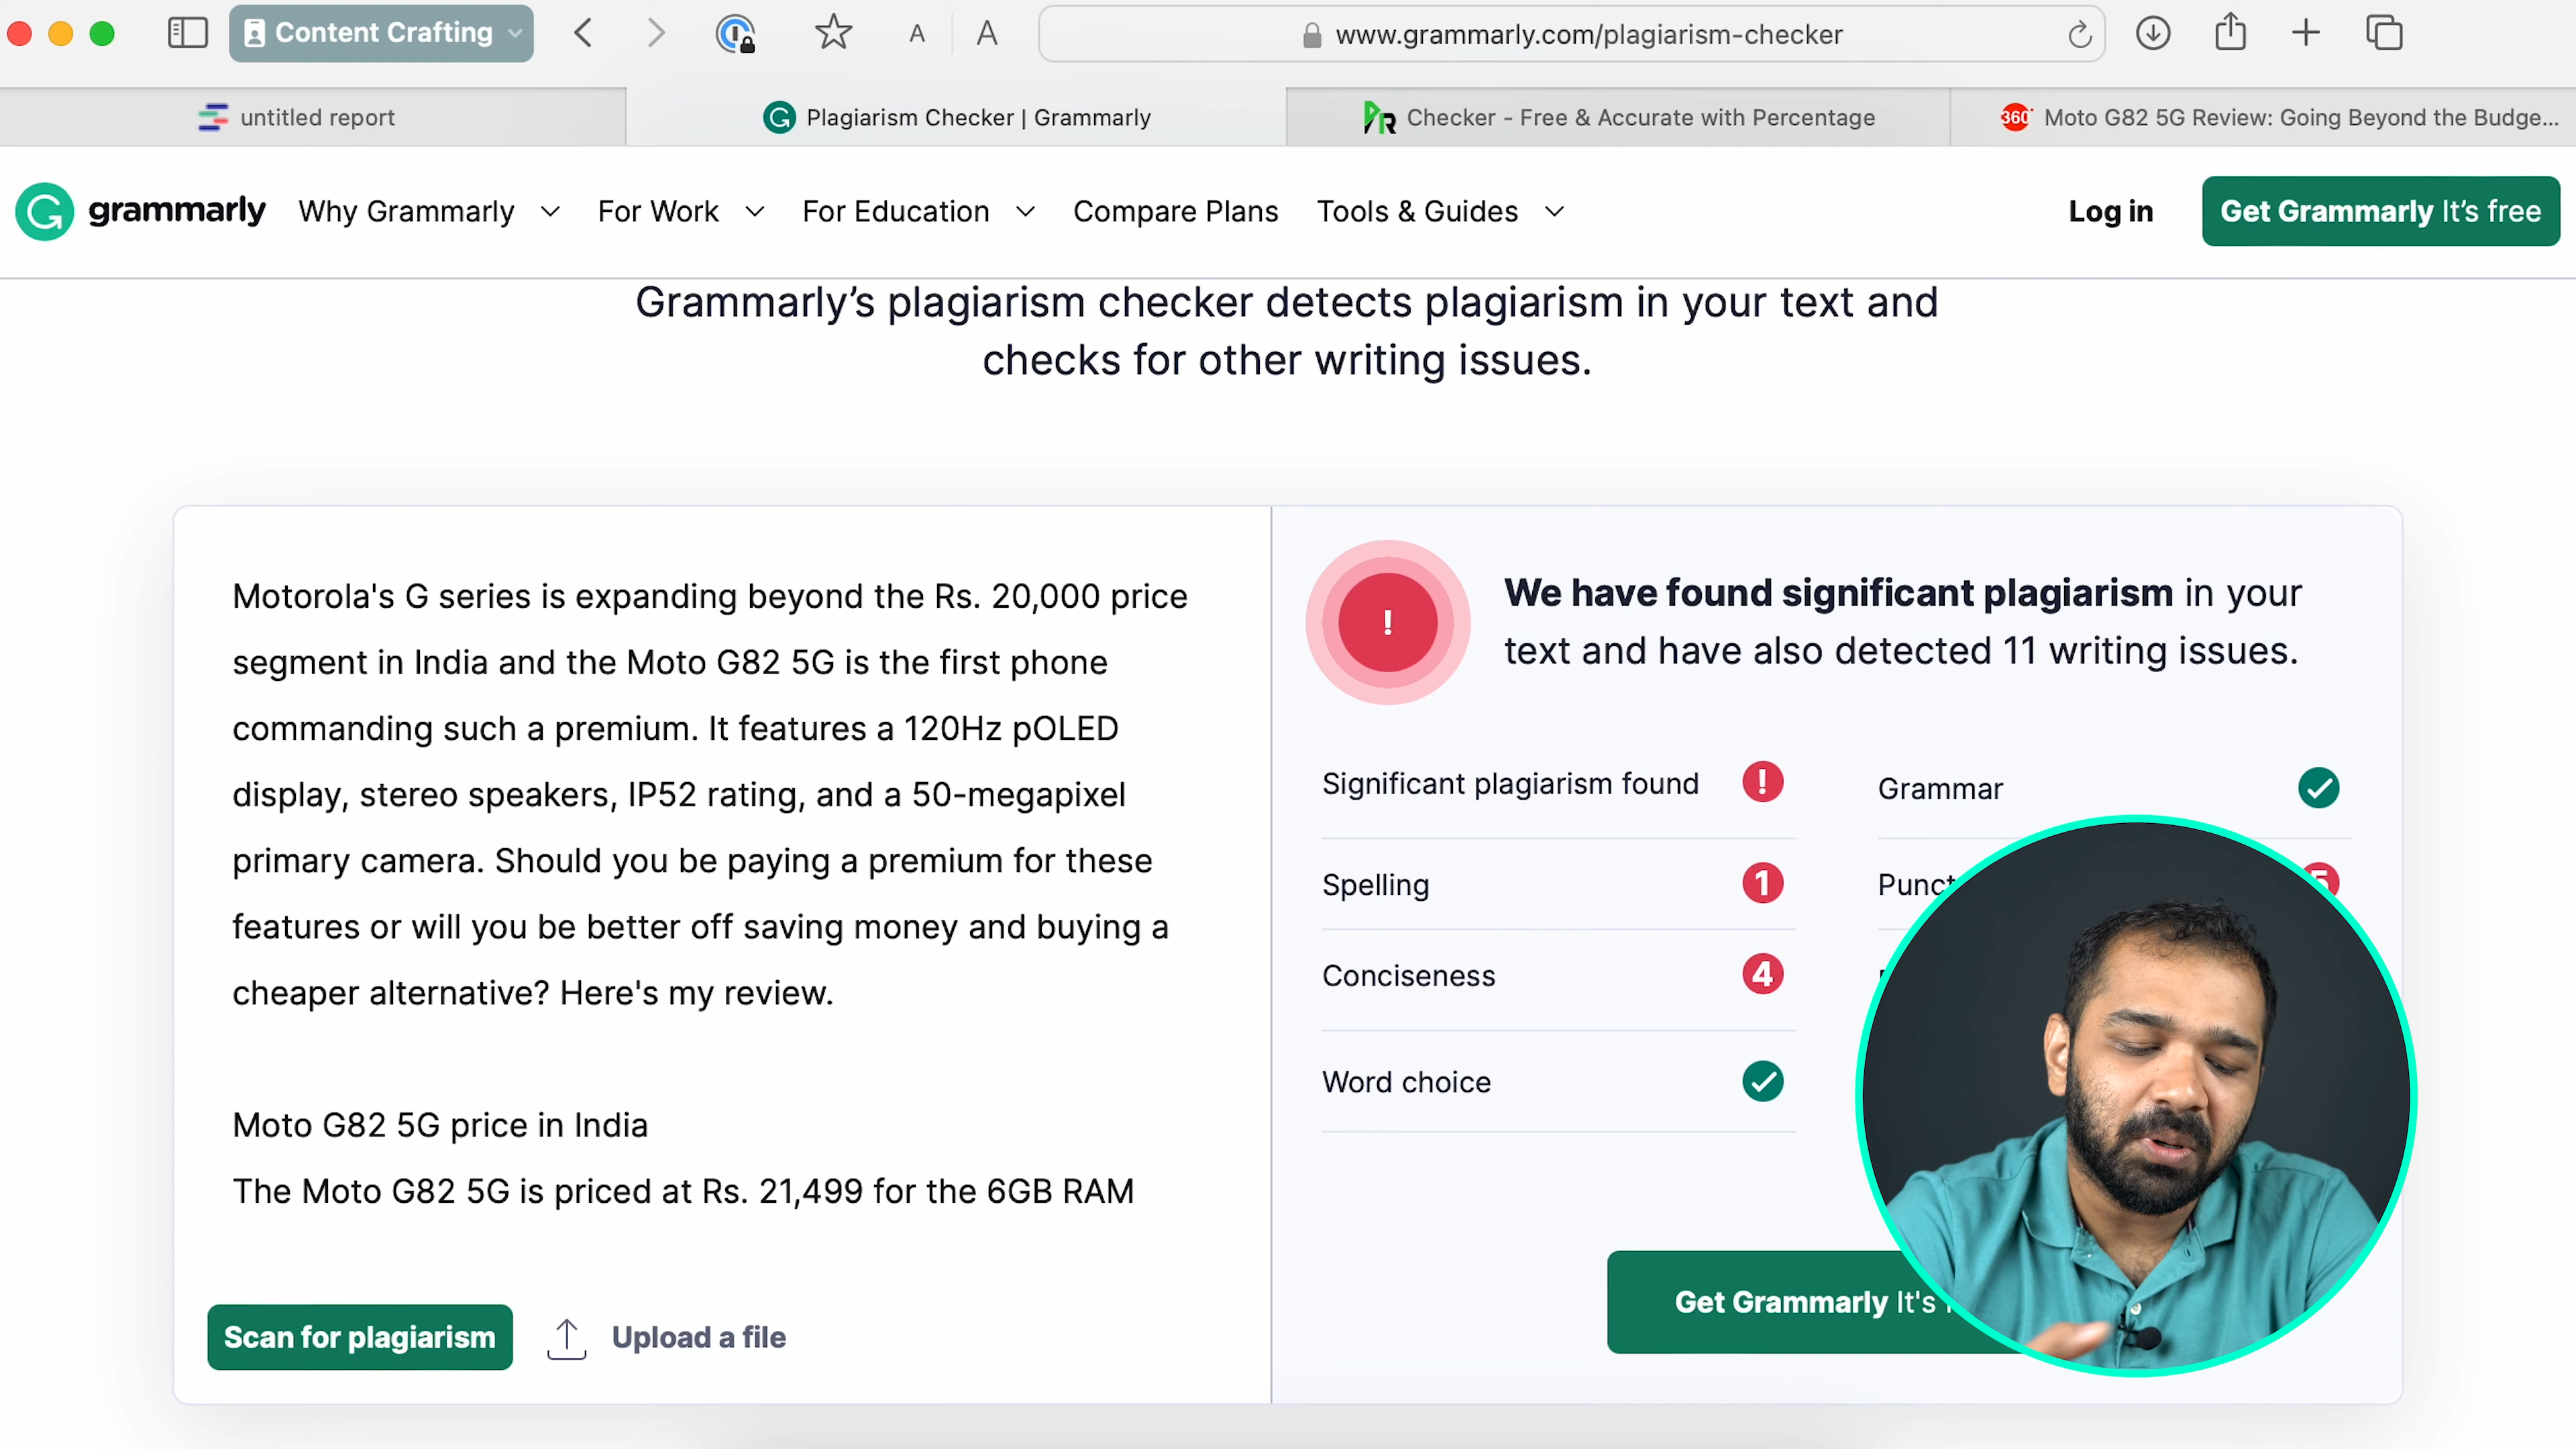 Content Crafting
A A
www.grammarly.com/plagiarism-checker
untitled report
Plagiarism Checker | Grammarly
PR Checker - Free & Accurate with Percentage
360 Moto G82 5G Review: Going Beyond the Budge...
grammarly Why Grammarly For Work For Education Compare Plans Tools & Guides Log in Get Grammarly It’s free
Grammarly’s plagiarism checker detects plagiarism in your text and
checks for other writing issues.
Motorola's G series is expanding beyond the Rs. 20,000 price
segment in India and the Moto G82 5G is the first phone
commanding such a premium. It features a 120Hz pOLED
display, stereo speakers, IP52 rating, and a 50-megapixel
primary camera. Should you be paying a premium for these
features or will you be better off saving money and buying a
cheaper alternative? Here's my review.
Moto G82 5G price in India
The Moto G82 5G is priced at Rs. 21,499 for the 6GB RAM
Scan for plagiarism
Upload a file
! We have found significant plagiarism in your
text and have also detected 11 writing issues.
Significant plagiarism found !
Grammar
Spelling 1
Punct 5
Conciseness 4
Word choice
Get Grammarly It's